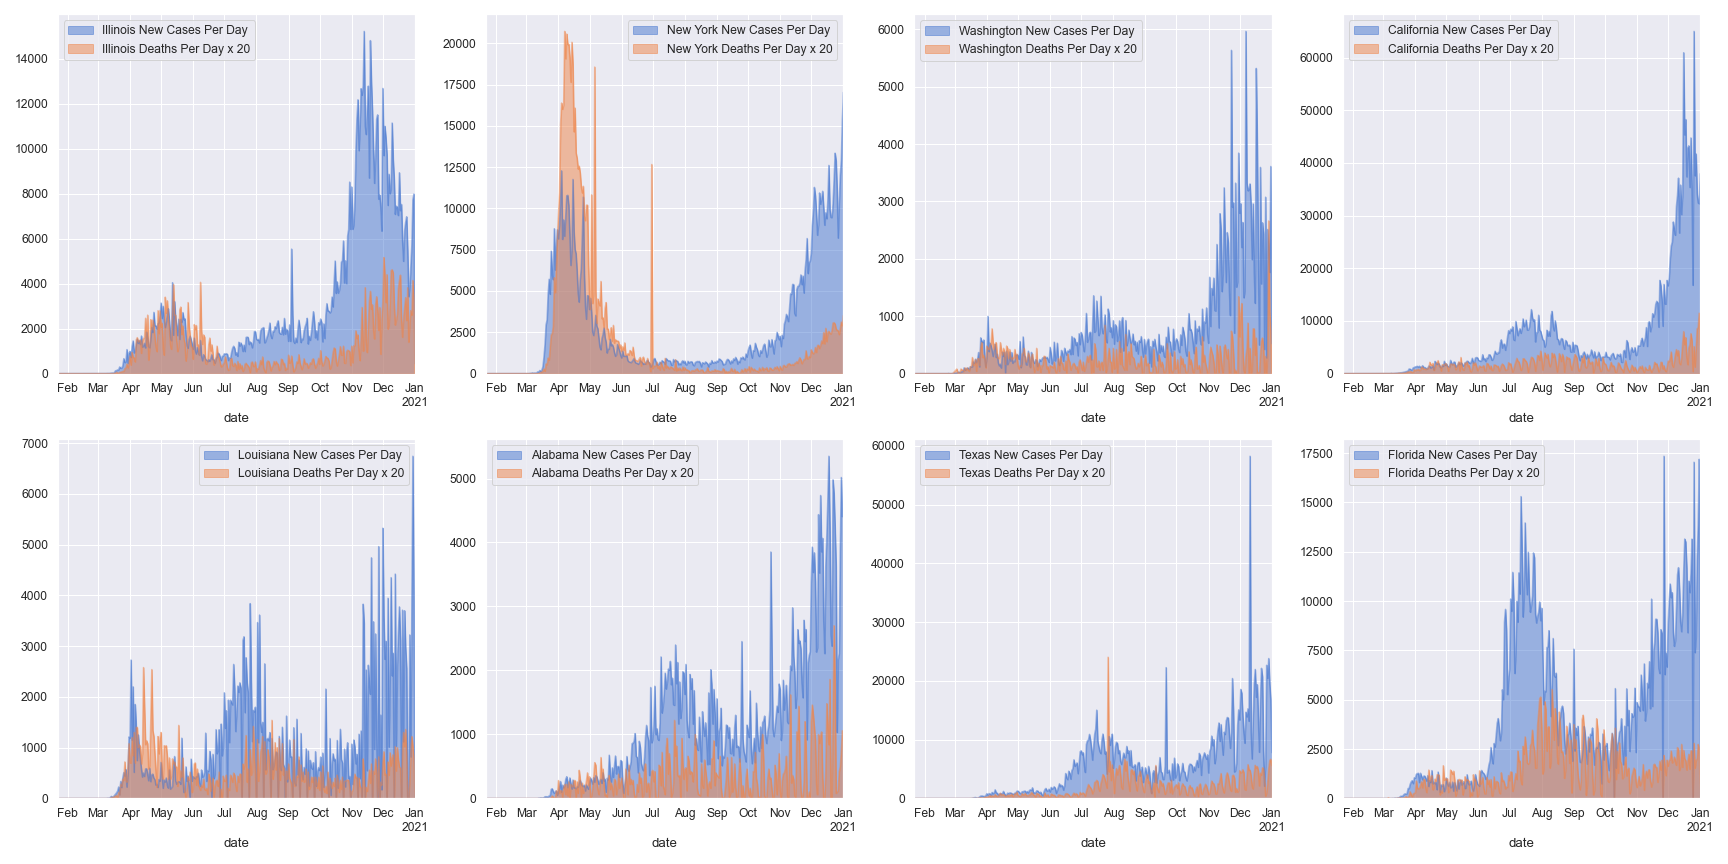 Illinois New Cases Per Day
Illinois Deaths Per Day x 20
14000
12000
10000
8000
6000
4000
2000
0
Feb Mar Apr May Jun Jul Aug Sep Oct Nov Dec Jan
2021
date
New York New Cases Per Day
New York Deaths Per Day x 20
20000
17500
15000
12500
10000
7500
5000
2500
0
Feb Mar Apr May Jun Jul Aug Sep Oct Nov Dec Jan
2021
date
Washington New Cases Per Day
Washington Deaths Per Day x 20
6000
5000
4000
3000
2000
1000
0
Feb Mar Apr May Jun Jul Aug Sep Oct Nov Dec Jan
2021
date
California New Cases Per Day
California Deaths Per Day x 20
60000
50000
40000
30000
20000
10000
0
Feb Mar Apr May Jun Jul Aug Sep Oct Nov Dec Jan
2021
date
Louisiana New Cases Per Day
Louisiana Deaths Per Day x 20
7000
6000
5000
4000
3000
2000
1000
0
Feb Mar Apr May Jun Jul Aug Sep Oct Nov Dec Jan
2021
date
Alabama New Cases Per Day
Alabama Deaths Per Day x 20
5000
4000
3000
2000
1000
0
Feb Mar Apr May Jun Jul Aug Sep Oct Nov Dec Jan
2021
date
Texas New Cases Per Day
Texas Deaths Per Day x 20
60000
50000
40000
30000
20000
10000
0
Feb Mar Apr May Jun Jul Aug Sep Oct Nov Dec Jan
2021
date
Florida New Cases Per Day
Florida Deaths Per Day x 20
17500
15000
12500
10000
7500
5000
2500
0
Feb Mar Apr May Jun Jul Aug Sep Oct Nov Dec Jan
2021
date